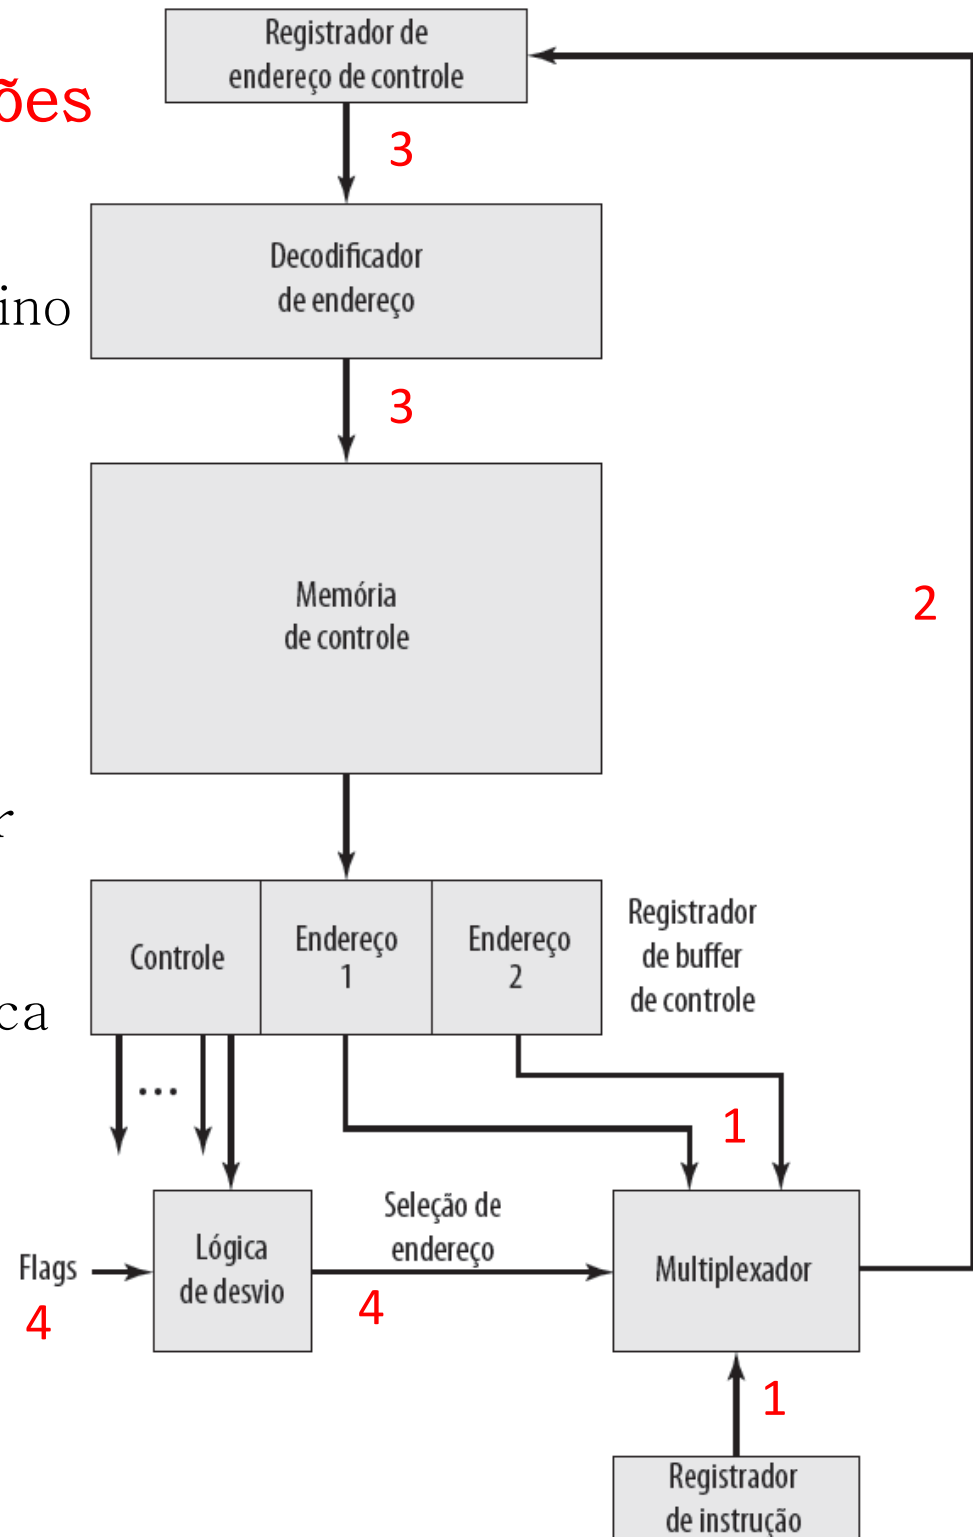 Registrador de
endereço de controle
ões
3
Decodificador
de endereço
ino
3
Memória
de controle
2
r
Controle
Endereço
1
Endereço
2
Registrador
de buffer
de controle
ca
...
1
Flags
4
Lógica
de desvio
Seleção de
endereço
4
Multiplexador
1
Registrador
de instrução